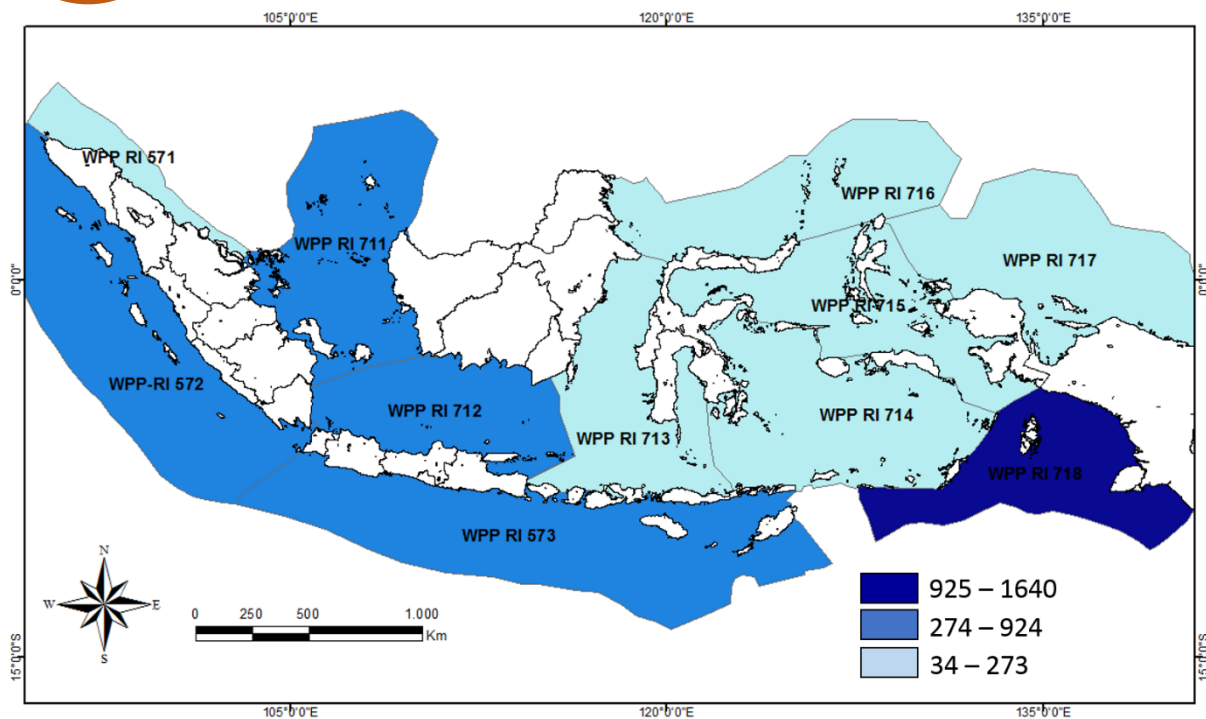 105°0'0"E 120°0'0"E 135°0'0"E
WPP RI 571
WPP RI 716
WPP RI 711
WPP RI 717
0°0'0" 0°0'0"
WPP RI 715
WPP-RI 572
WPP RI 712
WPP RI 714
WPP RI 713
WPP RI 718
WPP RI 573
N
W E
S
0 250 500 1.000
Km
925 – 1640
274 – 924
34 – 273
15°0'0"S 15°0'0"S
105°0'0"E 120°0'0"E 135°0'0"E